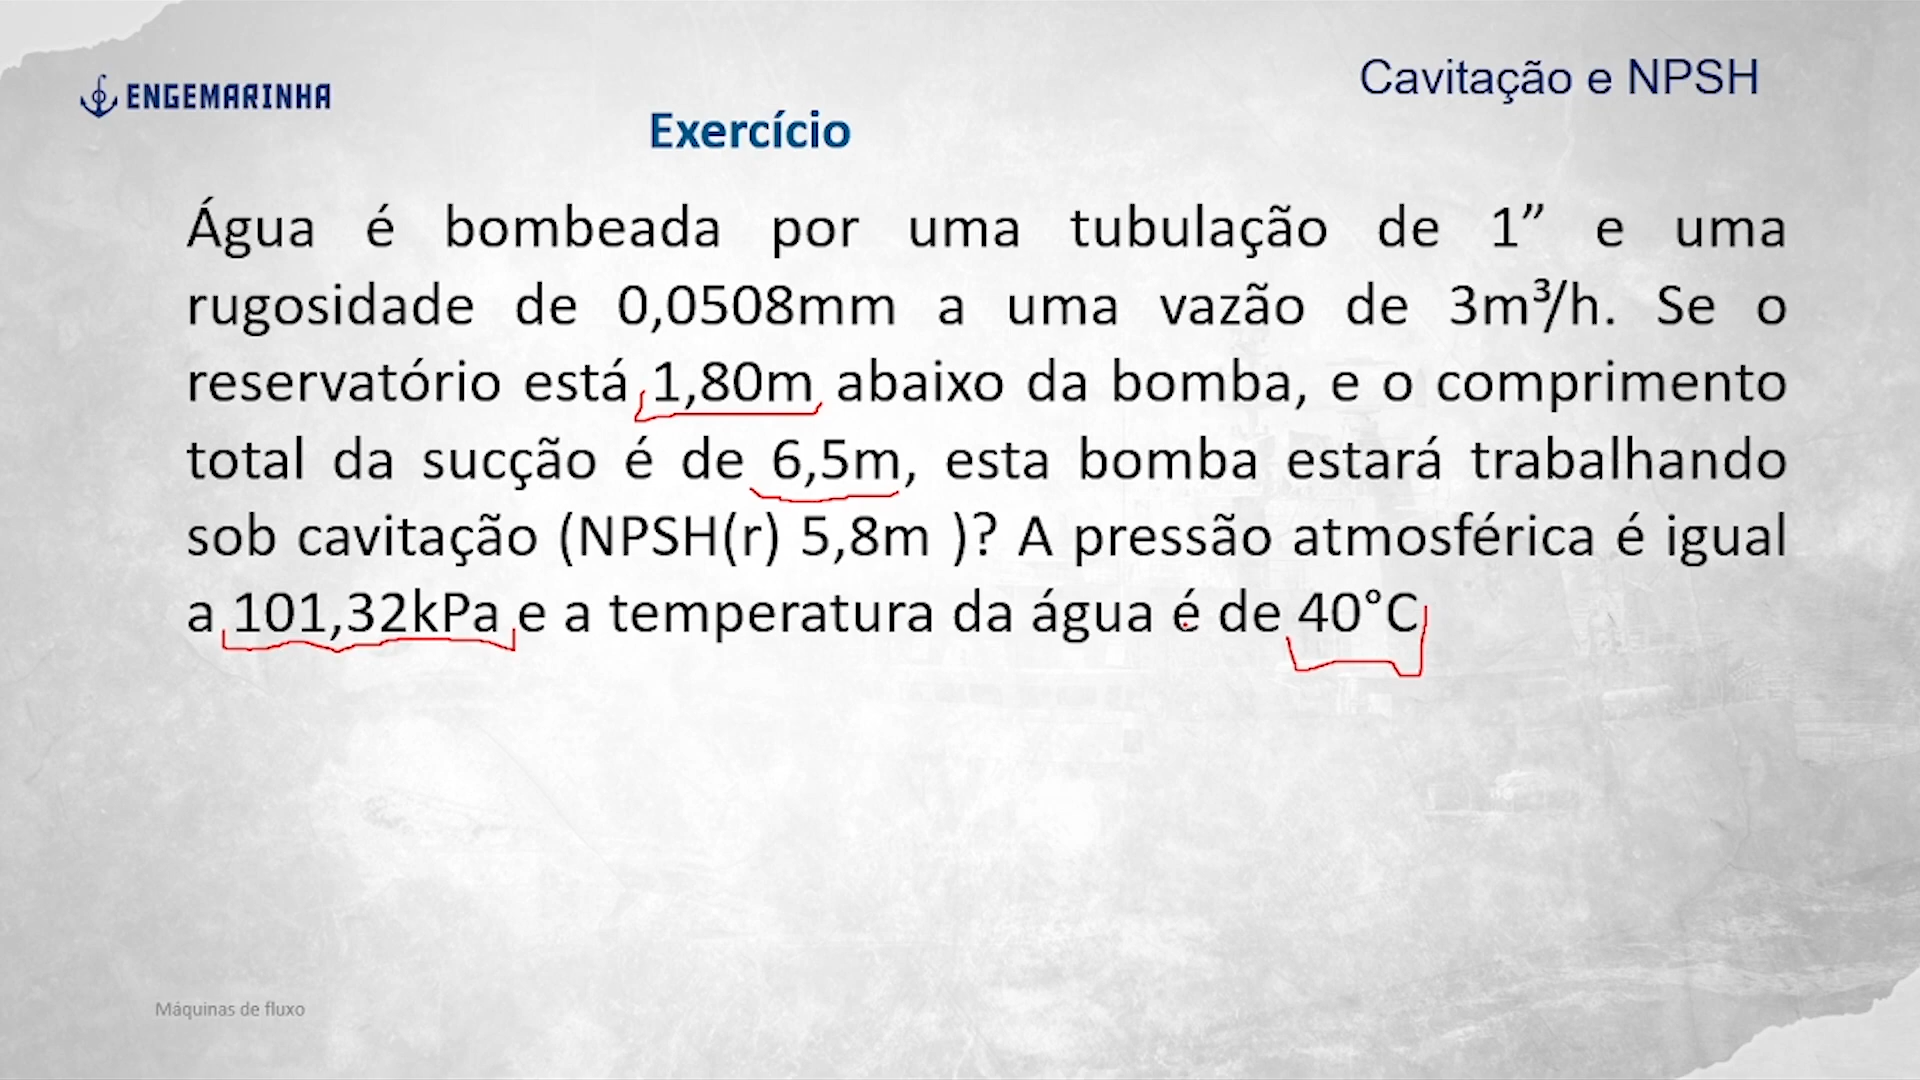 ENGEMARINHA
Cavitação e NPSH
Exercício
Água é bombeada por uma tubulação de 1” e uma
rugosidade de 0,0508mm a uma vazão de 3m³/h. Se o
reservatório está 1,80m abaixo da bomba, e o comprimento
total da sucção é de 6,5m, esta bomba estará trabalhando
sob cavitação (NPSH(r) 5,8m )? A pressão atmosférica é igual
a 101,32kPa e a temperatura da água é de 40°C
Máquinas de fluxo